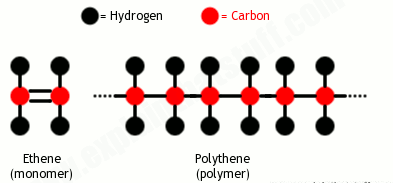 = Hydrogen
= Carbon
Ethene
(monomer)
Polythene
(polymer)